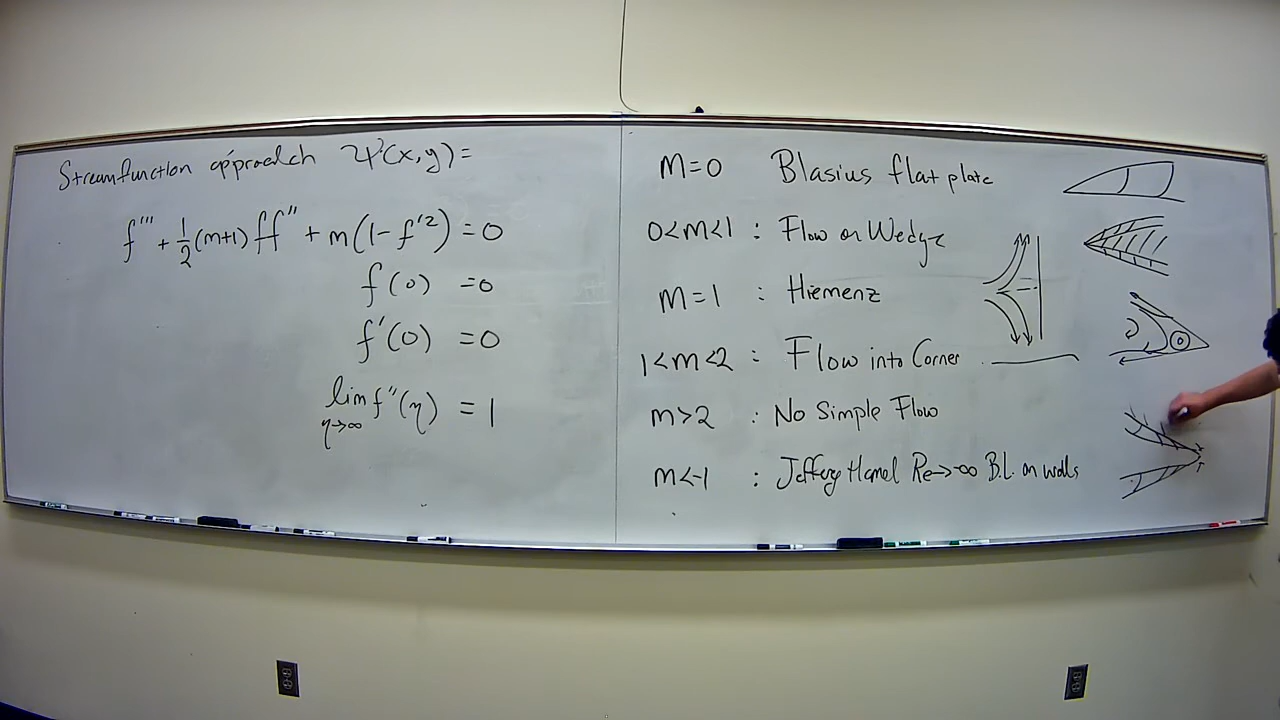 Streamfunction approach Ψ(x,y)=
f''' + 1/2 (m+1) f f'' + m(1-f'²) = 0
f(0) = 0
f'(0) = 0
lim f''(η) = 1
η→∞
m=0 Blasius flat plate
0<m<1 : Flow on Wedge
m=1 : Hiemenz
1<m<2 : Flow into Corner
m>2 : No Simple Flow
m<-1 : Jeffery Hamel Re→-∞ B.L. on walls